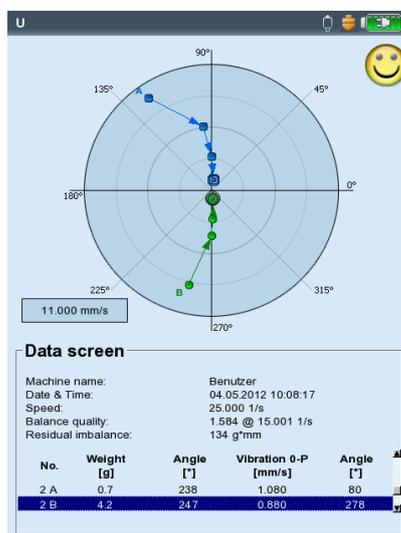 U
90°
135°
A
45°
180°
0°
225°
B
315°
270°
11.000 mm/s
Data screen
Machine name: Benutzer
Date & Time: 04.05.2012 10:08:17
Speed: 25.000 1/s
Balance quality: 1.584 @ 15.001 1/s
Residual imbalance: 134 g*mm
No. Weight Angle Vibration 0-P Angle
[g] [°] [mm/s] [°]
2 A 0.7 238 1.080 80
2 B 4.2 247 0.880 278